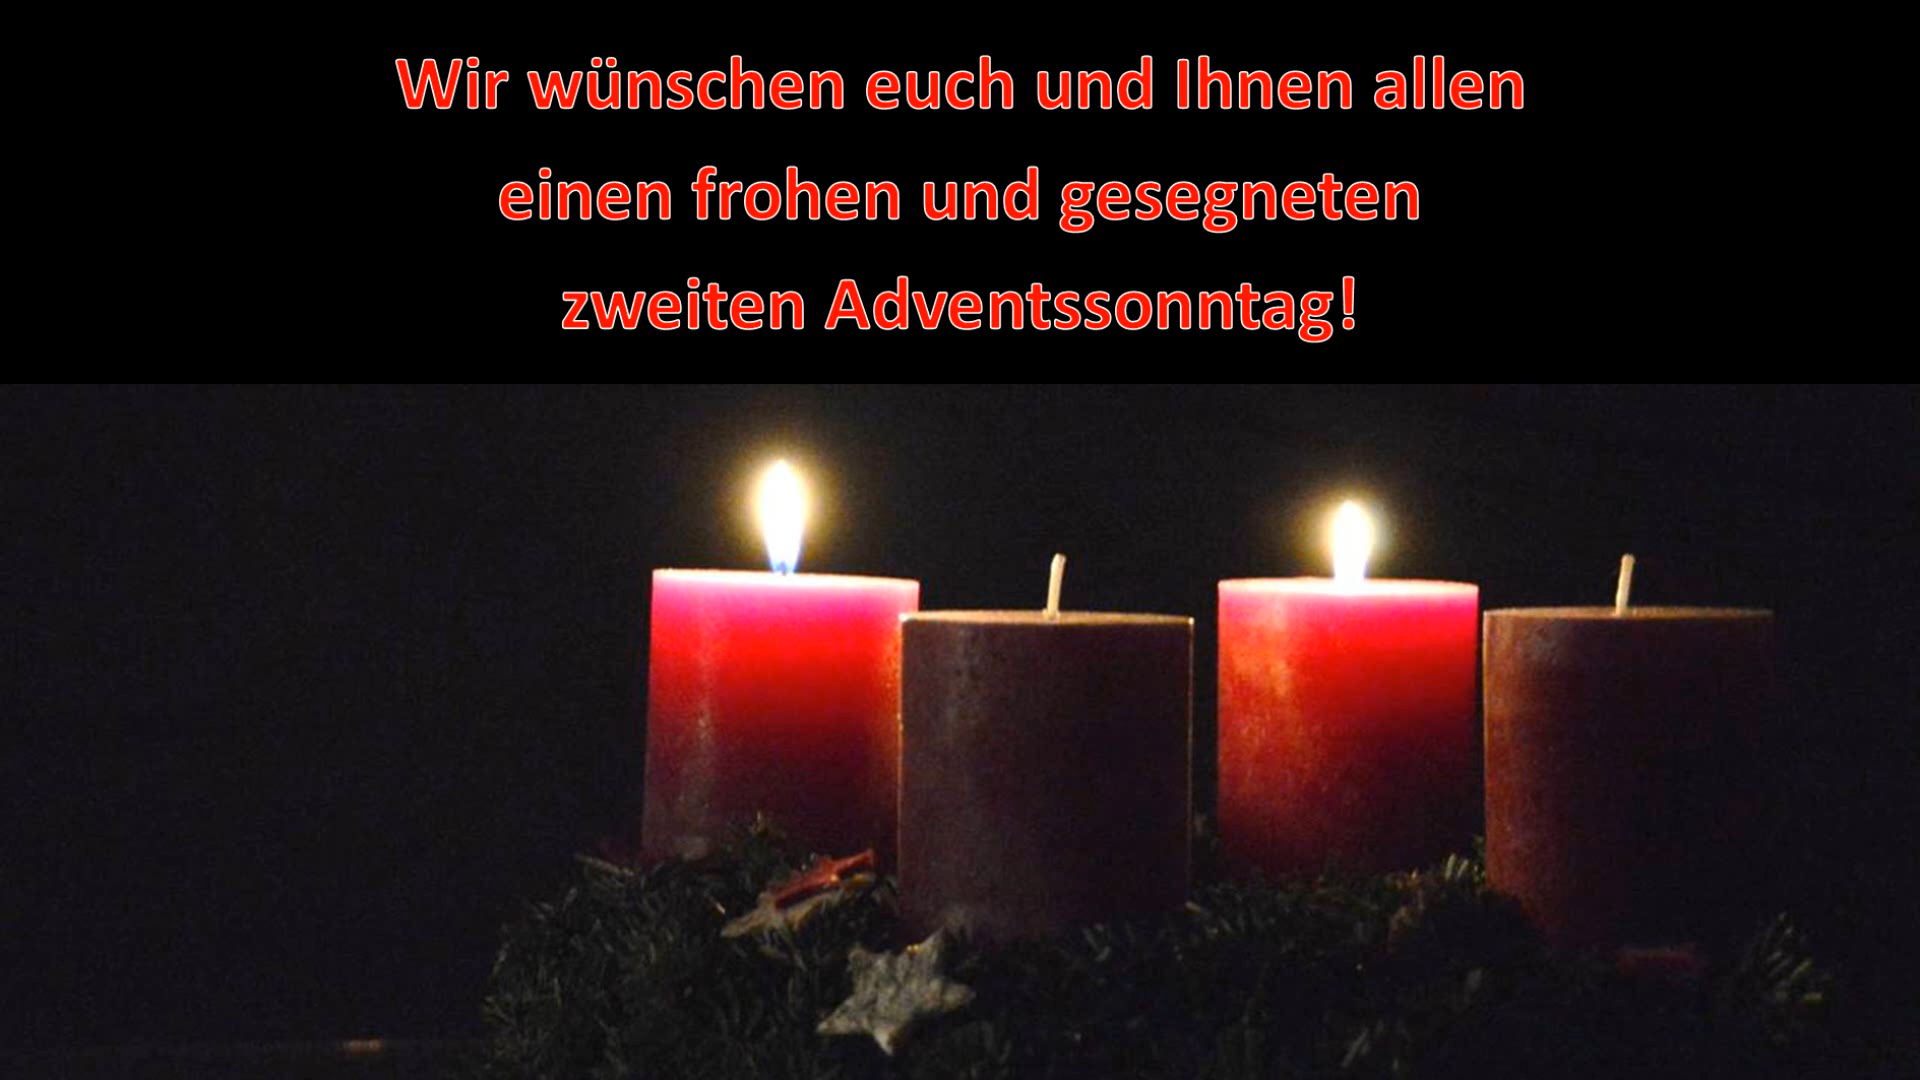 Wir wünschen euch und Ihnen allen
einen frohen und gesegneten
zweiten Adventssonntag!